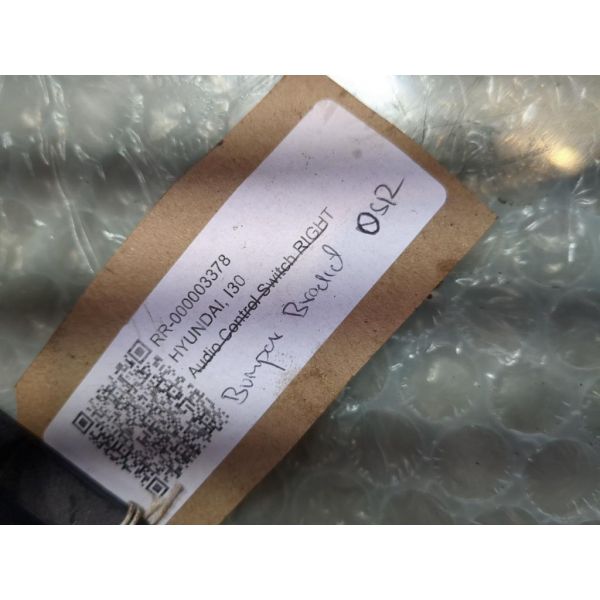 RR-000003378
HYUNDAI, I30
Audio Control Switch RIGHT
Bumper Bracket OSR